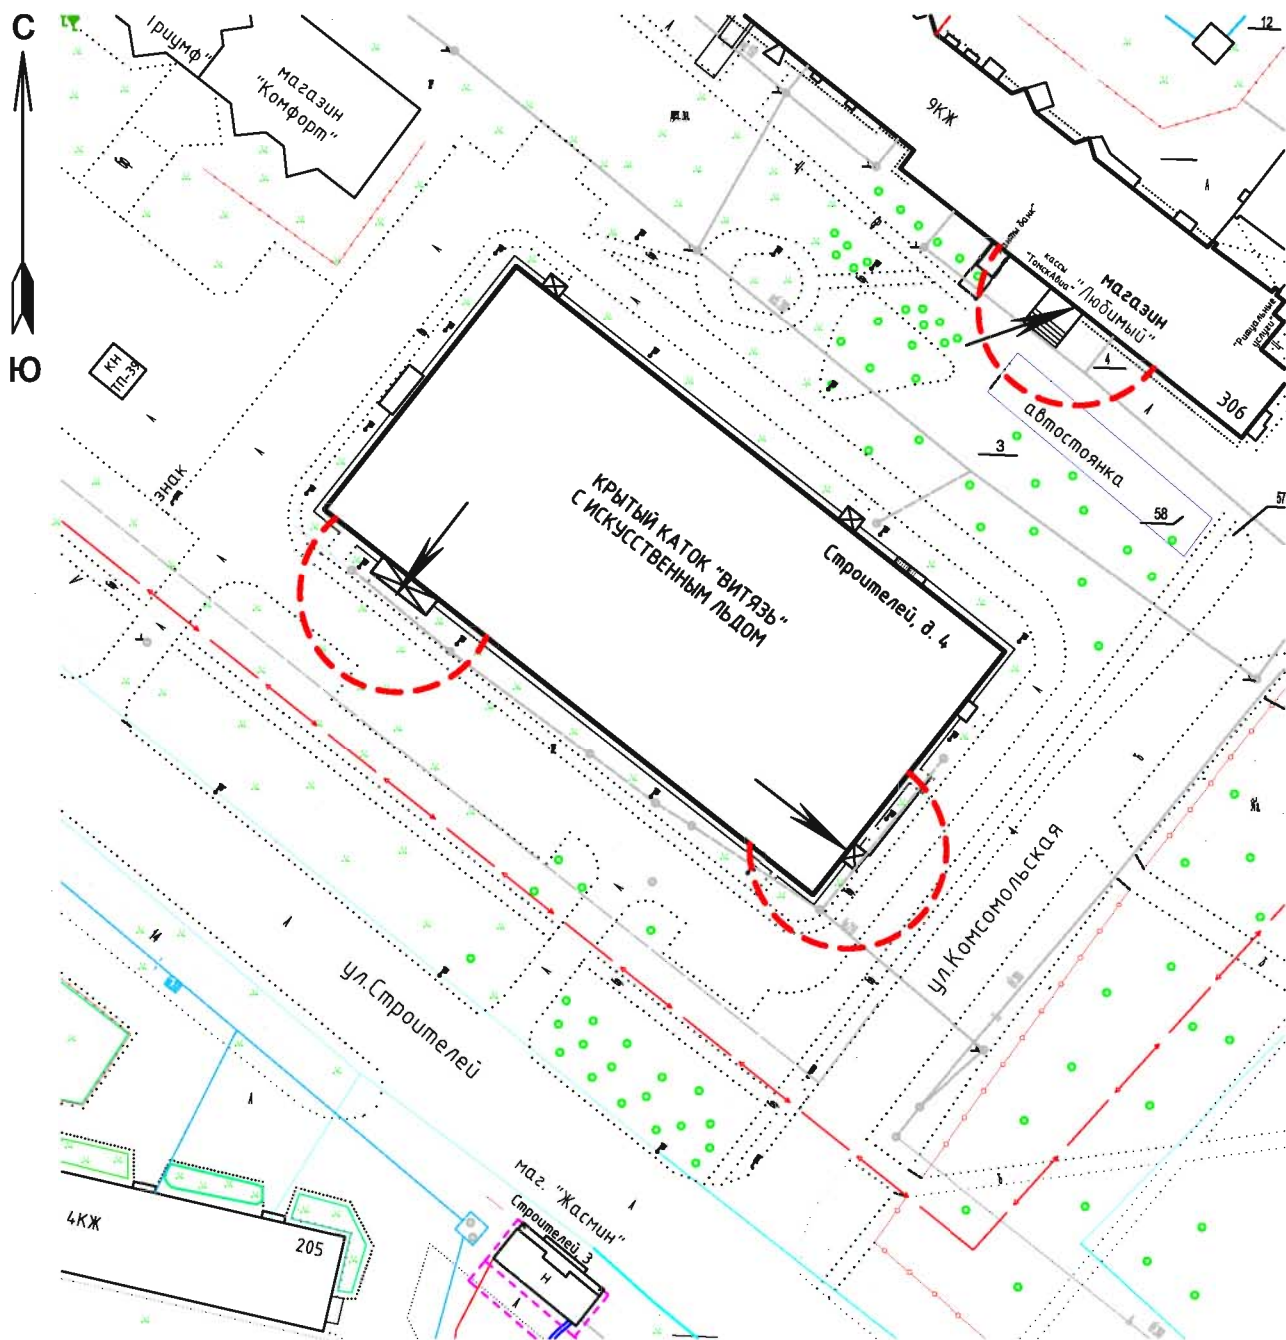 С
Ю
Триумф"
магазин
"Комфорт"
12
9КЖ
кассы
"ТомскАвиа"
магазин
"Любимый"
"Ритуальные
услуги"
306
4
автостоянка
3
58
57
КН
ТП-39
знак
КРЫТЫЙ КАТОК "ВИТЯЗЬ"
С ИСКУССТВЕННЫМ ЛЬДОМ
Строителей, д. 4
ул.Комсомольская
ул.Строителей
маг. "Жасмин"
Строителей, 3
Н
4КЖ
205